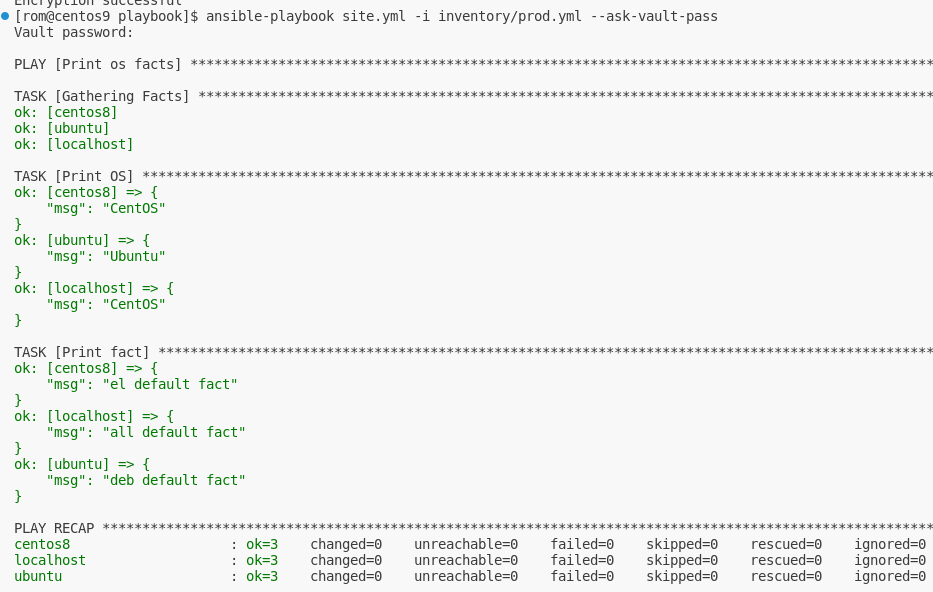 Encryption successful
[rom@centos9 playbook]$ ansible-playbook site.yml -i inventory/prod.yml --ask-vault-pass
Vault password:
PLAY [Print os facts] *********************************************************************************************
TASK [Gathering Facts] ********************************************************************************************
ok: [centos8]
ok: [ubuntu]
ok: [localhost]
TASK [Print OS] ***************************************************************************************************
ok: [centos8] => {
    "msg": "CentOS"
}
ok: [ubuntu] => {
    "msg": "Ubuntu"
}
ok: [localhost] => {
    "msg": "CentOS"
}
TASK [Print fact] *************************************************************************************************
ok: [centos8] => {
    "msg": "el default fact"
}
ok: [localhost] => {
    "msg": "all default fact"
}
ok: [ubuntu] => {
    "msg": "deb default fact"
}
PLAY RECAP ********************************************************************************************************
centos8                    : ok=3    changed=0    unreachable=0    failed=0    skipped=0    rescued=0    ignored=0
localhost                  : ok=3    changed=0    unreachable=0    failed=0    skipped=0    rescued=0    ignored=0
ubuntu                     : ok=3    changed=0    unreachable=0    failed=0    skipped=0    rescued=0    ignored=0